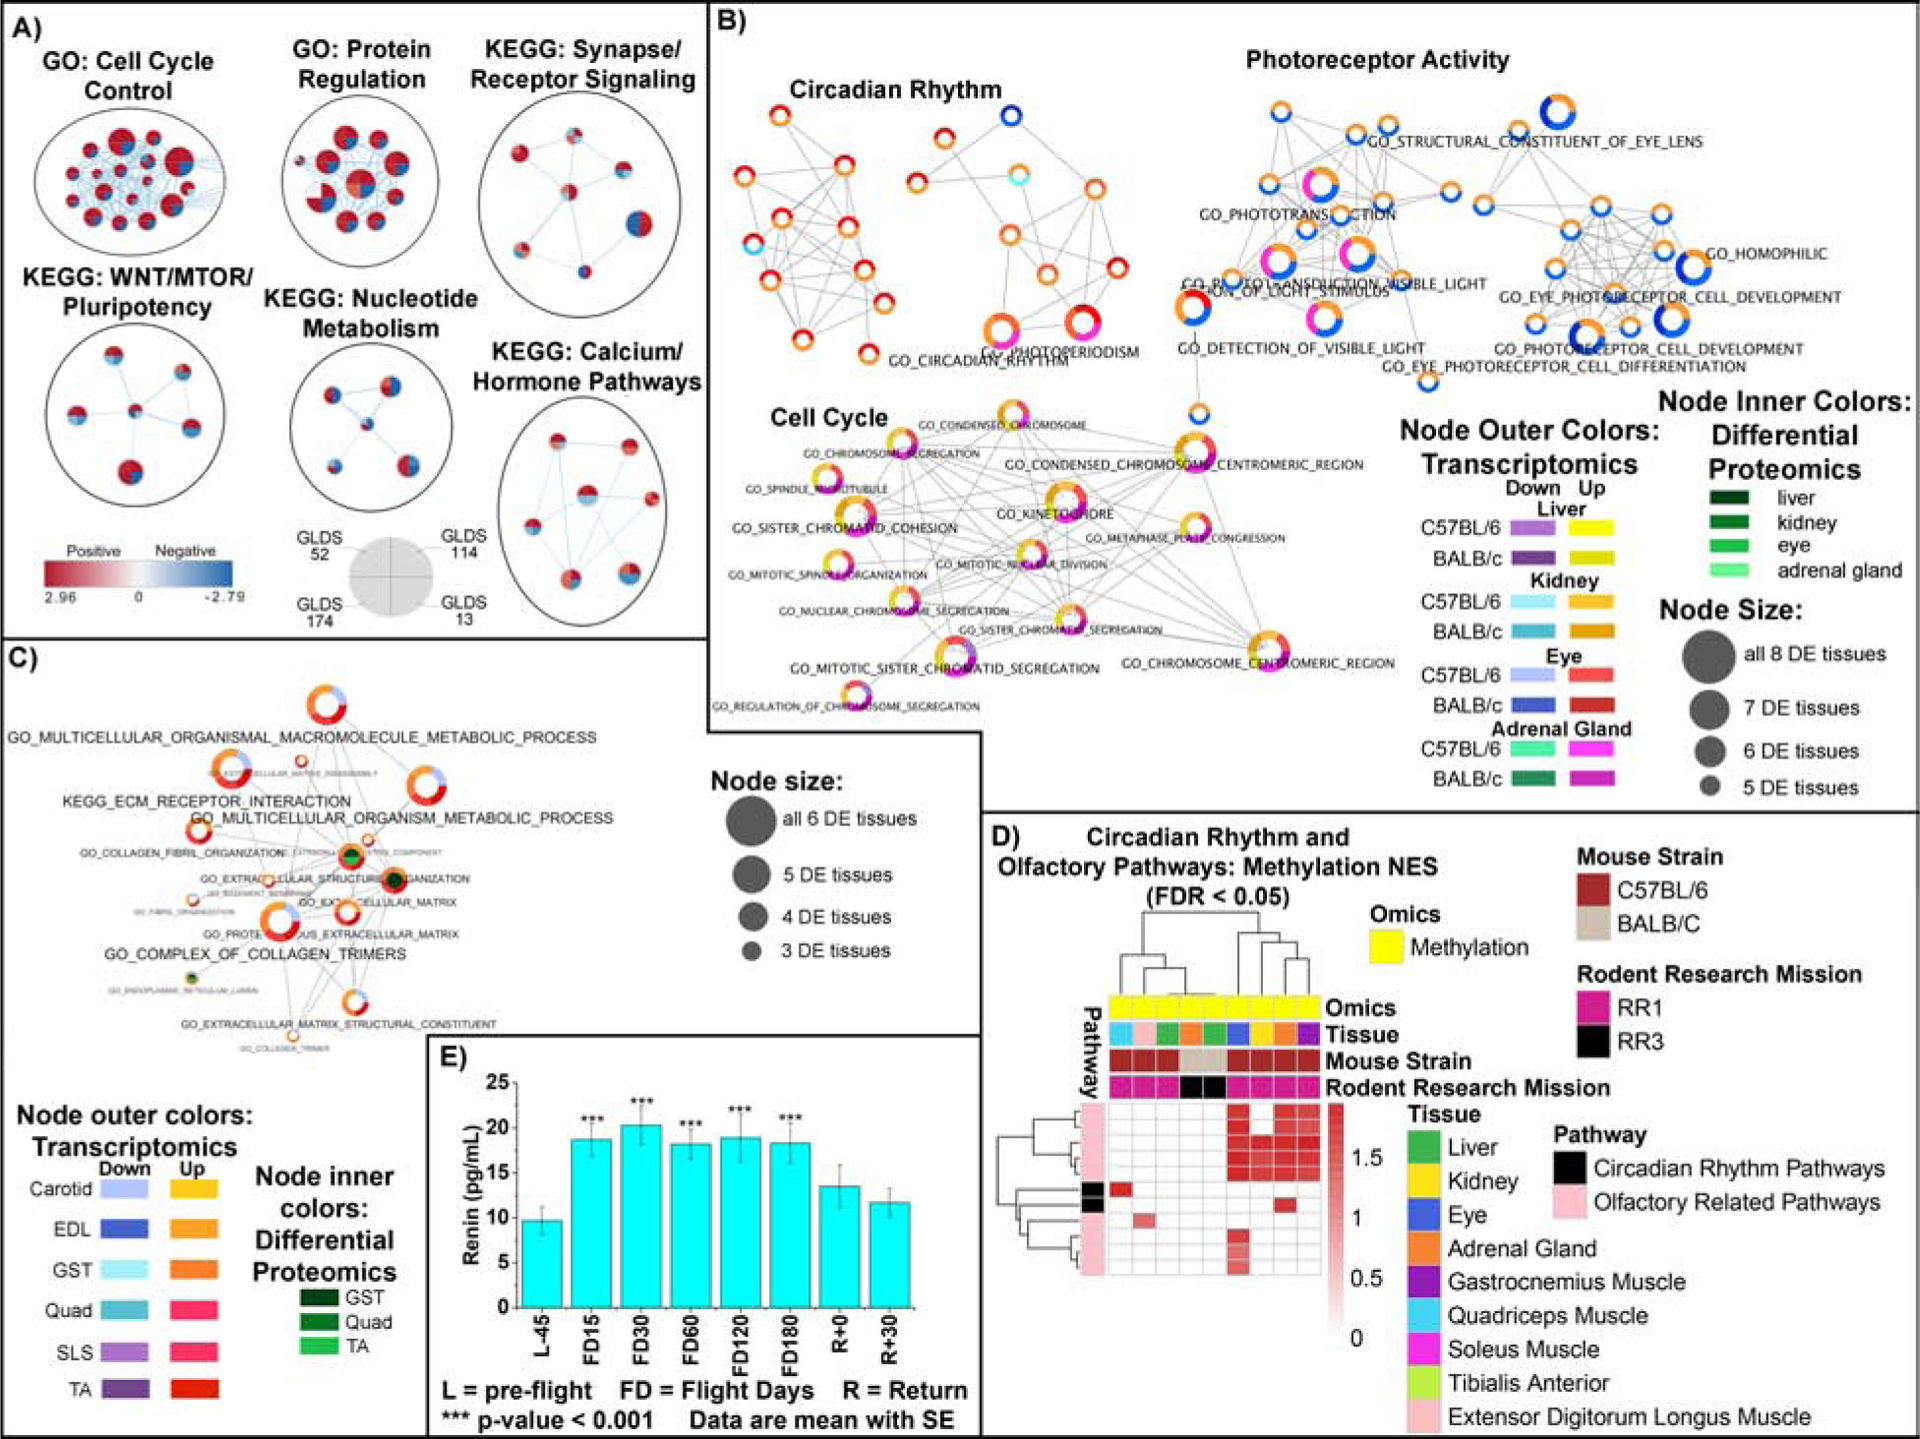 A)
GO: Cell Cycle
Control
GO: Protein
Regulation
KEGG: Synapse/
Receptor Signaling
KEGG: WNT/MTOR/
Pluripotency
KEGG: Nucleotide
Metabolism
KEGG: Calcium/
Hormone Pathways
Positive Negative
2.96 0 -2.79
GLDS
52
GLDS
114
GLDS
174
GLDS
13
B)
Circadian Rhythm
Photoreceptor Activity
GO_STRUCTURAL_CONSTITUENT_OF_EYE_LENS
GO_HOMOPHILIC
GO_EYE_PHOTORECEPTOR_CELL_DEVELOPMENT
GO_DETECTION_OF_VISIBLE_LIGHT
GO_PHOTORECEPTOR_CELL_DEVELOPMENT
GO_EYE_PHOTORECEPTOR_CELL_DIFFERENTIATION
GO_PHOTOPERIODISM
GO_CIRCADIAN_RHYTHM
Cell Cycle
GO_CONDENSED_CHROMOSOME
GO_CHROMOSOME_SEGREGATION
GO_CONDENSED_CHROMOSOME_CENTROMERIC_REGION
GO_SPINDLE_MICROTUBULE
GO_KINETOCHORE
GO_SISTER_CHROMATID_COHESION
GO_METAPHASE_PLATE_CONGRESSION
GO_MITOTIC_NUCLEAR_DIVISION
GO_MITOTIC_SPINDLE_ORGANIZATION
GO_NUCLEAR_CHROMOSOME_SEGREGATION
GO_SISTER_CHROMATID_SEGREGATION
GO_MITOTIC_SISTER_CHROMATID_SEGREGATION
GO_CHROMOSOME_CENTROMERIC_REGION
GO_REGULATION_OF_CHROMOSOME_SEGREGATION
Node Outer Colors:
Transcriptomics
Down Up
Liver
C57BL/6
BALB/c
Kidney
C57BL/6
BALB/c
Eye
C57BL/6
BALB/c
Adrenal Gland
C57BL/6
BALB/c
Node Inner Colors:
Differential
Proteomics
liver
kidney
eye
adrenal gland
Node Size:
all 8 DE tissues
7 DE tissues
6 DE tissues
5 DE tissues
C)
GO_MULTICELLULAR_ORGANISMAL_MACROMOLECULE_METABOLIC_PROCESS
KEGG_ECM_RECEPTOR_INTERACTION
GO_MULTICELLULAR_ORGANISM_METABOLIC_PROCESS
GO_COLLAGEN_FIBRIL_ORGANIZATION
GO_EXTRACELLULAR_STRUCTURE_ORGANIZATION
GO_EXTRACELLULAR_MATRIX
GO_FIBRIL_ORGANIZATION
GO_PROTEINACEOUS_EXTRACELLULAR_MATRIX
GO_COMPLEX_OF_COLLAGEN_TRIMERS
GO_ENDOPLASMIC_RETICULUM_LUMEN
GO_EXTRACELLULAR_MATRIX_STRUCTURAL_CONSTITUENT
GO_COLLAGEN_TRIMER
Node size:
all 6 DE tissues
5 DE tissues
4 DE tissues
3 DE tissues
Node outer colors:
Transcriptomics
Down Up
Carotid
EDL
GST
Quad
SLS
TA
Node inner
colors:
Differential
Proteomics
GST
Quad
TA
D)
Circadian Rhythm and
Olfactory Pathways: Methylation NES
(FDR < 0.05)
Omics
Methylation
Mouse Strain
C57BL/6
BALB/C
Rodent Research Mission
RR1
RR3
Omics
Tissue
Mouse Strain
Rodent Research Mission
Pathway
1.5
1
0.5
0
Tissue
Liver
Kidney
Eye
Adrenal Gland
Gastrocnemius Muscle
Quadriceps Muscle
Soleus Muscle
Tibialis Anterior
Extensor Digitorum Longus Muscle
Pathway
Circadian Rhythm Pathways
Olfactory Related Pathways
E)
Renin (pg/mL)
25
20
15
10
5
0
*** *** *** *** ***
L-45 FD15 FD30 FD60 FD120 FD180 R+0 R+30
L = pre-flight FD = Flight Days R = Return
*** p-value < 0.001 Data are mean with SE